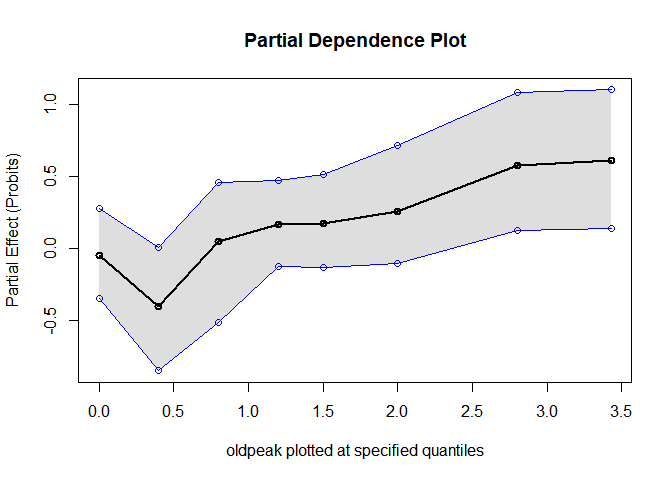 Partial Dependence Plot
Partial Effect (Probits)
1.0
0.5
0.0
-0.5
0.0 0.5 1.0 1.5 2.0 2.5 3.0 3.5
oldpeak plotted at specified quantiles